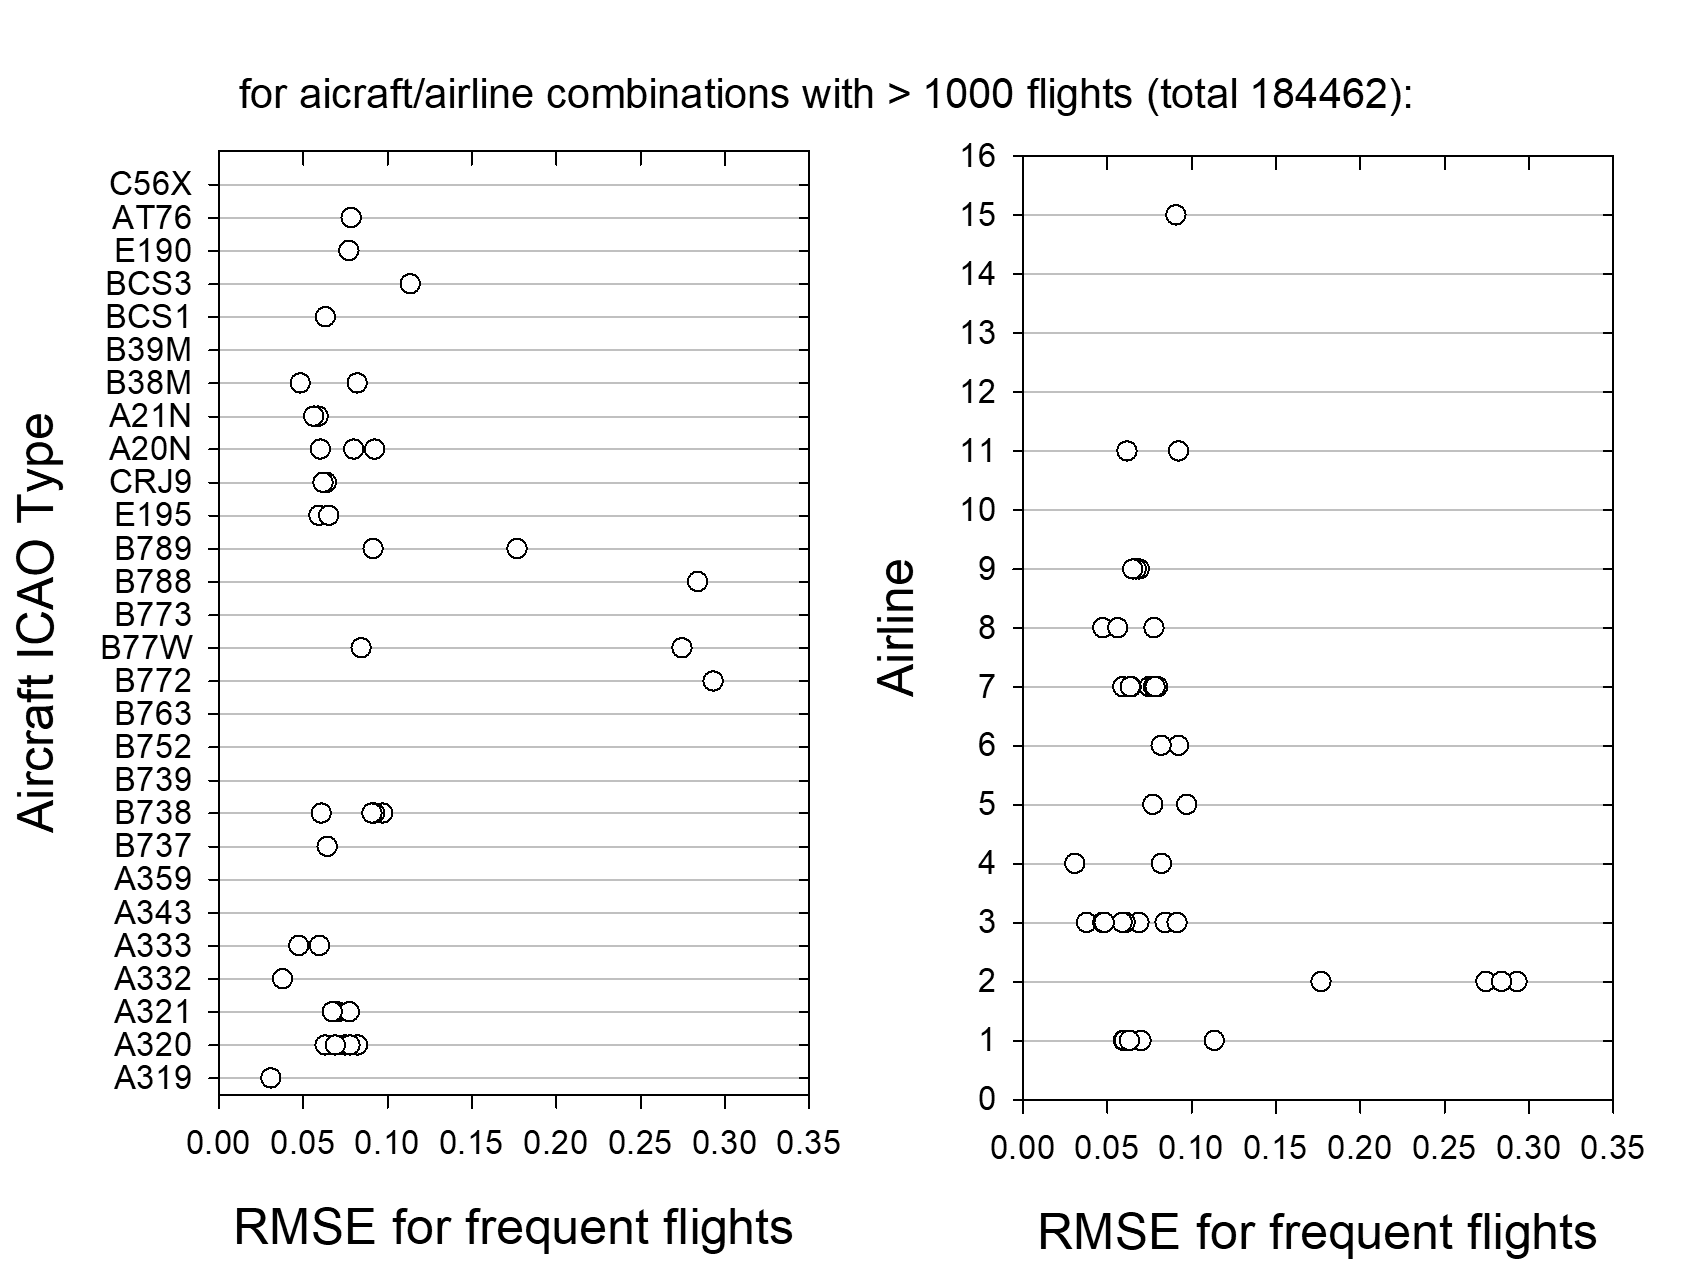 for aicraft/airline combinations with > 1000 flights (total 184462):
Aircraft ICAO Type
C56X
AT76
E190
BCS3
BCS1
B39M
B38M
A21N
A20N
CRJ9
E195
B789
B788
B773
B77W
B772
B763
B752
B739
B738
B737
A359
A343
A333
A332
A321
A320
A319
0.00 0.05 0.10 0.15 0.20 0.25 0.30 0.35
RMSE for frequent flights
Airline
16
15
14
13
12
11
10
9
8
7
6
5
4
3
2
1
0
0.00 0.05 0.10 0.15 0.20 0.25 0.30 0.35
RMSE for frequent flights